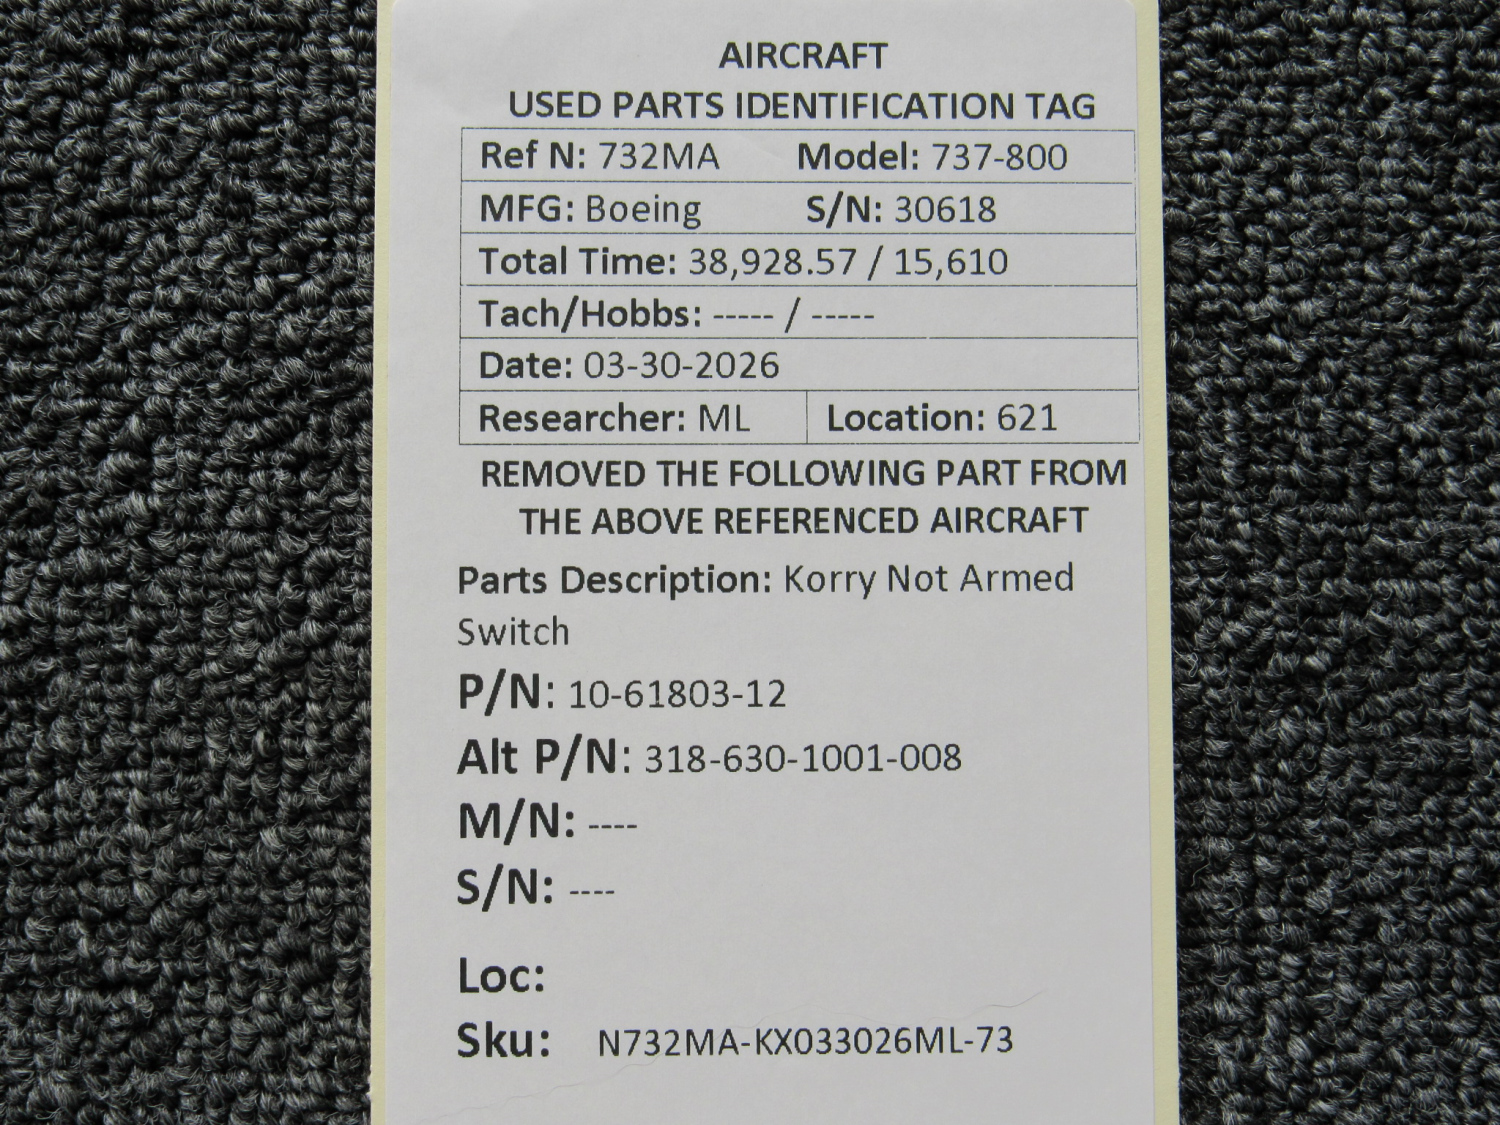 AIRCRAFT
USED PARTS IDENTIFICATION TAG
Ref N: 732MA Model: 737-800
MFG: Boeing S/N: 30618
Total Time: 38,928.57 / 15,610
Tach/Hobbs: ----- / -----
Date: 03-30-2026
Researcher: ML Location: 621
REMOVED THE FOLLOWING PART FROM
THE ABOVE REFERENCED AIRCRAFT
Parts Description: Korry Not Armed
Switch
P/N: 10-61803-12
Alt P/N: 318-630-1001-008
M/N: ----
S/N: ----
Loc:
Sku: N732MA-KX033026ML-73